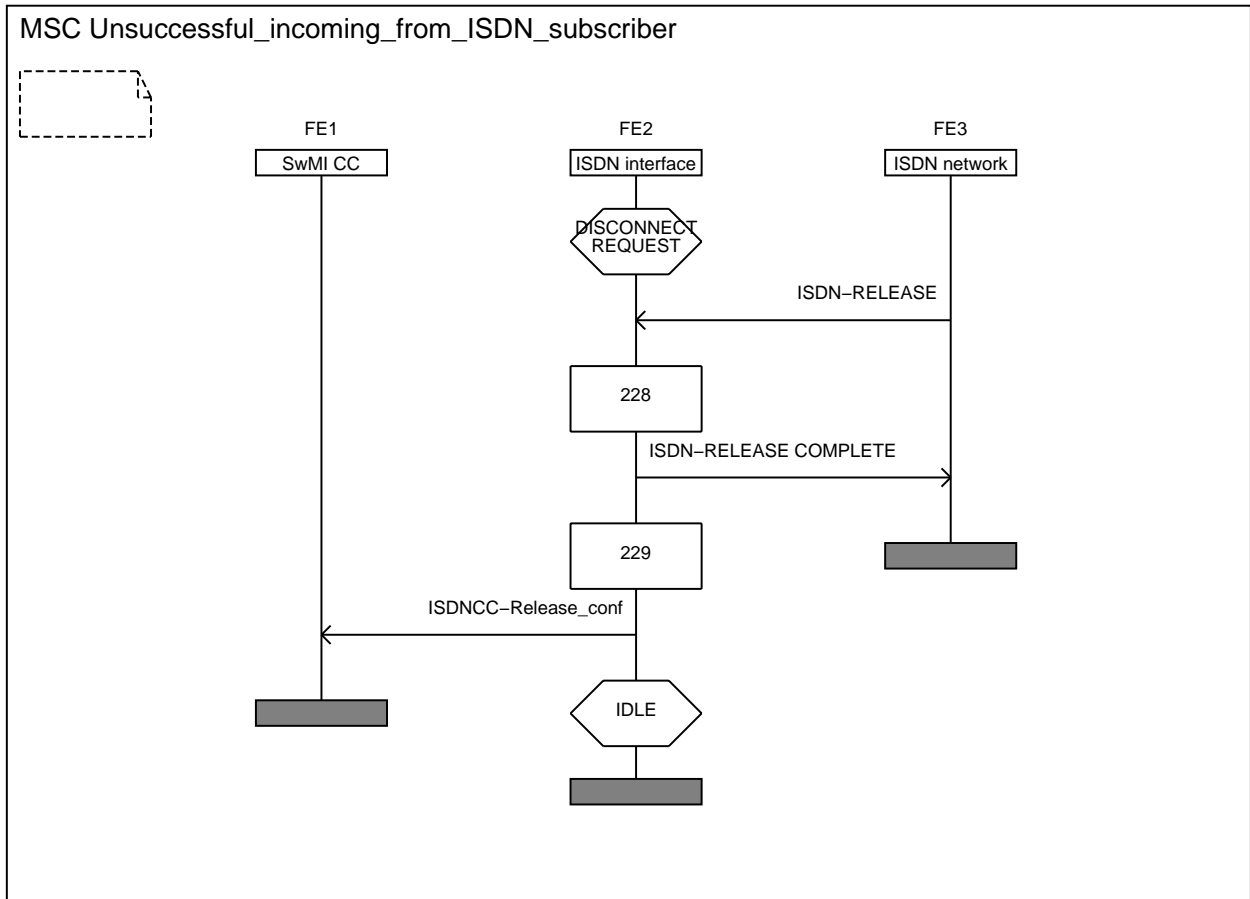 MSC Unsuccessful_incoming_from_ISDN_subscriber
FE1
FE2
FE3
SwMI CC
ISDN interface
ISDN network
DISCONNECT
REQUEST
ISDN−RELEASE
228
ISDN−RELEASE COMPLETE
229
ISDNCC−Release_conf
IDLE